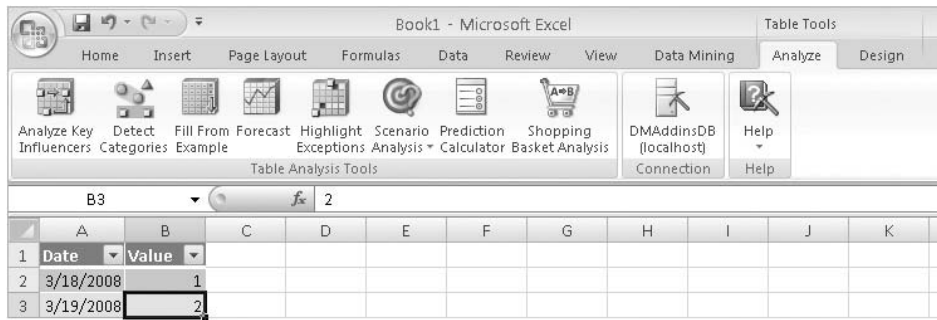 Book1 - Microsoft Excel
Table Tools
Home Insert Page Layout Formulas Data Review View Data Mining Analyze Design
Analyze Key Influencers
Detect Categories
Fill From Example
Forecast
Highlight Exceptions
Scenario Analysis
Prediction Calculator
Shopping Basket Analysis
DMAddinsDB (localhost)
Help
Table Analysis Tools
Connection
Help
B3 fx 2
A B C D E F G H I J K
1 Date Value
2 3/18/2008 1
3 3/19/2008 2